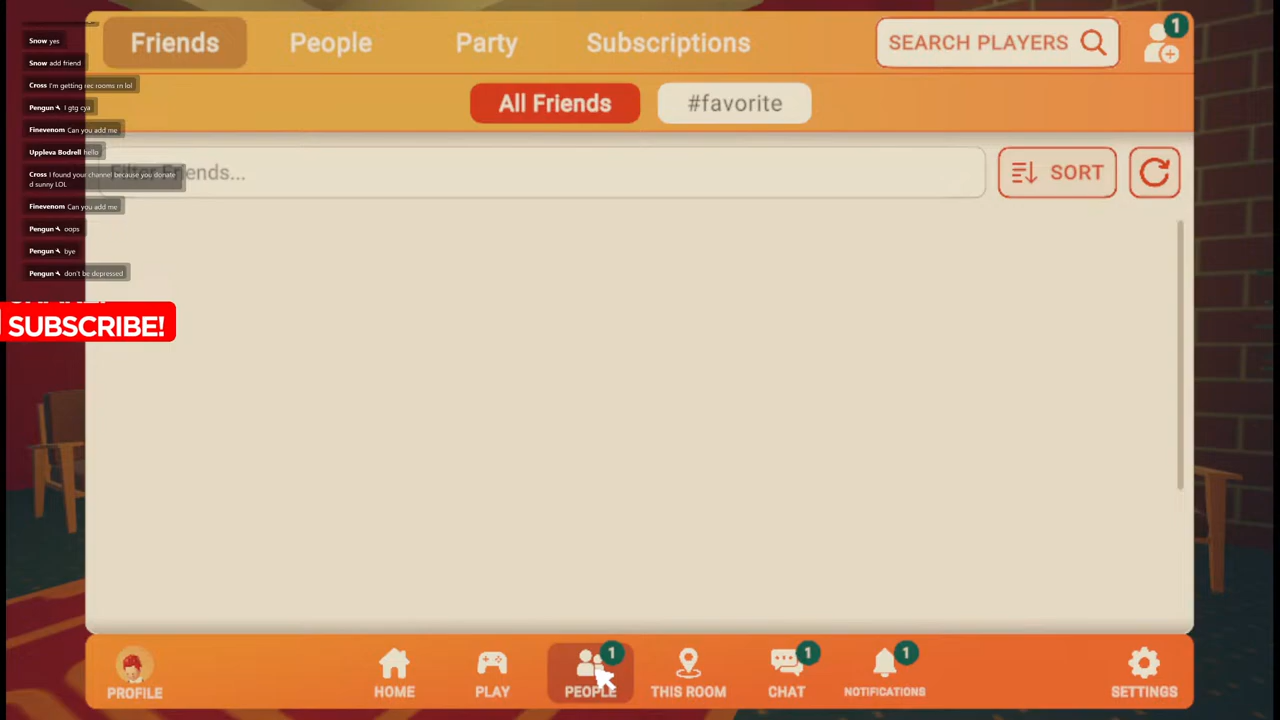 Friends People Party Subscriptions SEARCH PLAYERS 1
All Friends #favorite
ends... SORT
Snow yes
Snow add friend
Cross I'm getting rec rooms rn lol
Pengun I gtg cya
Finevenom Can you add me
Uppleva Bodrell hello
Cross I found your channel because you donate
d sunny LOL
Finevenom Can you add me
Pengun oops
Pengun bye
Pengun don't be depressed
SUBSCRIBE!
PROFILE HOME PLAY PEOPLE 1 THIS ROOM CHAT 1 NOTIFICATIONS 1 SETTINGS